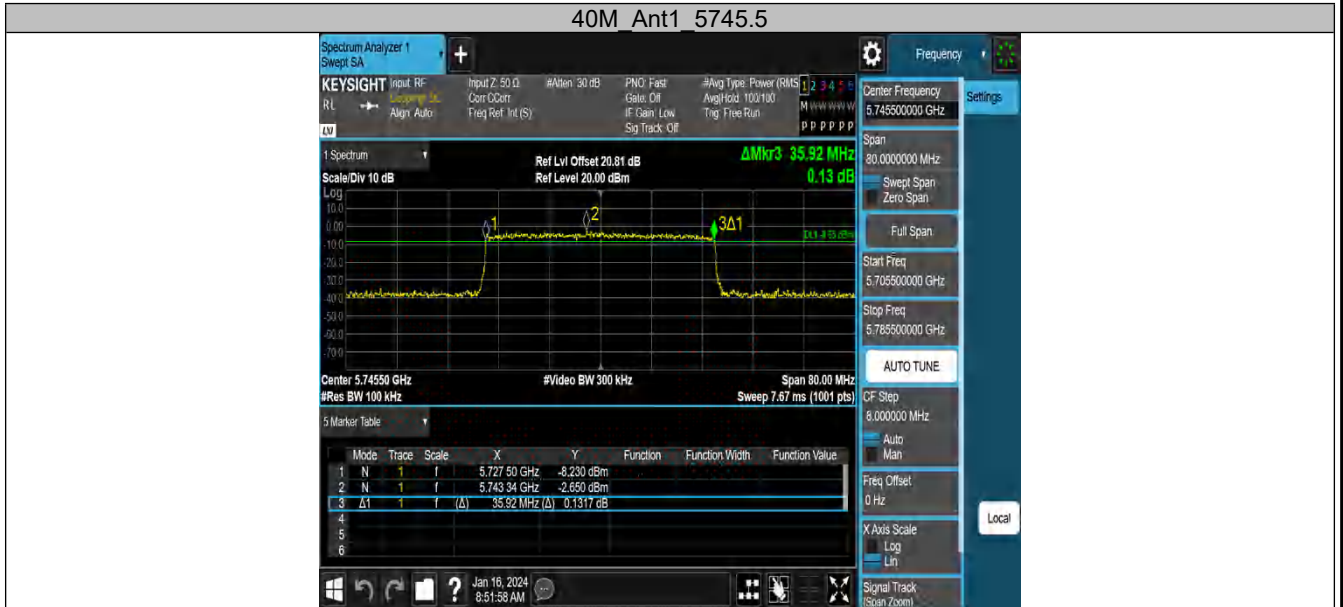 40M_Ant1_5745.5
Spectrum Analyzer 1
Swept SA
+
Frequency
KEYSIGHT
RL
LXI
Input: RF
Align: Auto
Input Z: 50 Ω
Corr CCorr
Freq Ref: Int (S)
#Atten: 30 dB
PNO: Fast
Gate: Off
IF Gain: Low
Sig Track: Off
#Avg Type: Power (RMS
Avg|Hold: 100/100
Trig: Free Run
1 2 3 4 5 6
M W W W W W
P P P P P P
Center Frequency
5.745500000 GHz
Settings
1 Spectrum
Scale/Div 10 dB
Ref Lvl Offset 20.81 dB
Ref Level 20.00 dBm
ΔMkr3 35.92 MHz
0.13 dB
Log
10.0
0.00
-10.0
-20.0
-30.0
-40.0
-50.0
-60.0
-70.0
1
2
3Δ1
Span
80.0000000 MHz
Swept Span
Zero Span
Full Span
Start Freq
5.705500000 GHz
Stop Freq
5.785500000 GHz
AUTO TUNE
Center 5.74550 GHz
#Res BW 100 kHz
#Video BW 300 kHz
Span 80.00 MHz
Sweep 7.67 ms (1001 pts)
CF Step
8.000000 MHz
Auto
Man
5 Marker Table
Mode Trace Scale X Y Function Function Width Function Value
1 N 1 f 5.727 50 GHz -8.230 dBm
2 N 1 f 5.743 34 GHz -2.650 dBm
3 Δ1 1 f (Δ) 35.92 MHz (Δ) 0.1317 dB
4
5
6
Freq Offset
0 Hz
X Axis Scale
Log
Lin
Local
Signal Track
(Span Zoom)
?
Jan 16, 2024
8:51:58 AM